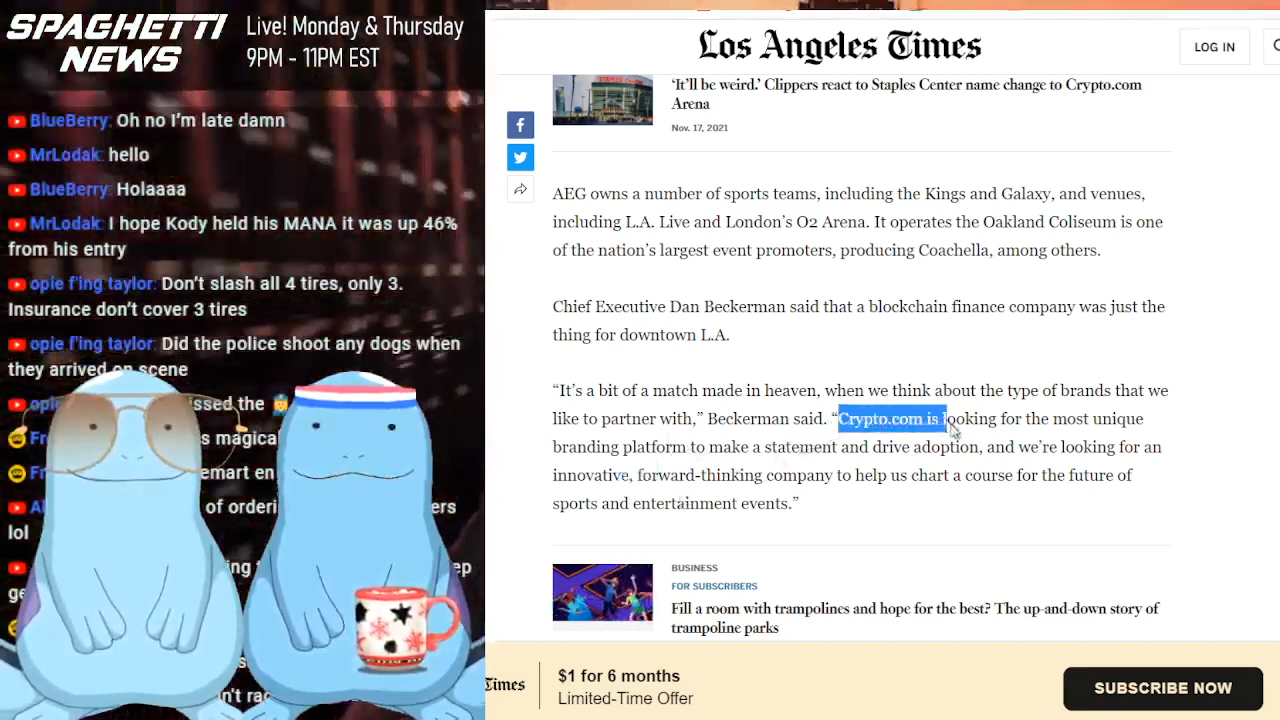 SPAGHETTI
NEWS
Live! Monday & Thursday
9PM - 11PM EST
BlueBerry: Oh no I'm late damn
MrLodak: hello
BlueBerry: Holaaaa
MrLodak: I hope Kody held his MANA it was up 46%
from his entry
opie f'ing taylor: Don't slash all 4 tires, only 3.
Insurance don't cover 3 tires
opie f'ing taylor: Did the police shoot any dogs when
they arrived on scene
of
lol
Los Angeles Times
LOG IN
'It'll be weird.' Clippers react to Staples Center name change to Crypto.com
Arena
Nov. 17, 2021
AEG owns a number of sports teams, including the Kings and Galaxy, and venues,
including L.A. Live and London's O2 Arena. It operates the Oakland Coliseum is one
of the nation's largest event promoters, producing Coachella, among others.
Chief Executive Dan Beckerman said that a blockchain finance company was just the
thing for downtown L.A.
“It's a bit of a match made in heaven, when we think about the type of brands that we
like to partner with,” Beckerman said. “Crypto.com is looking for the most unique
branding platform to make a statement and drive adoption, and we're looking for an
innovative, forward-thinking company to help us chart a course for the future of
sports and entertainment events.”
BUSINESS
FOR SUBSCRIBERS
Fill a room with trampolines and hope for the best? The up-and-down story of
trampoline parks
Times
$1 for 6 months
Limited-Time Offer
SUBSCRIBE NOW